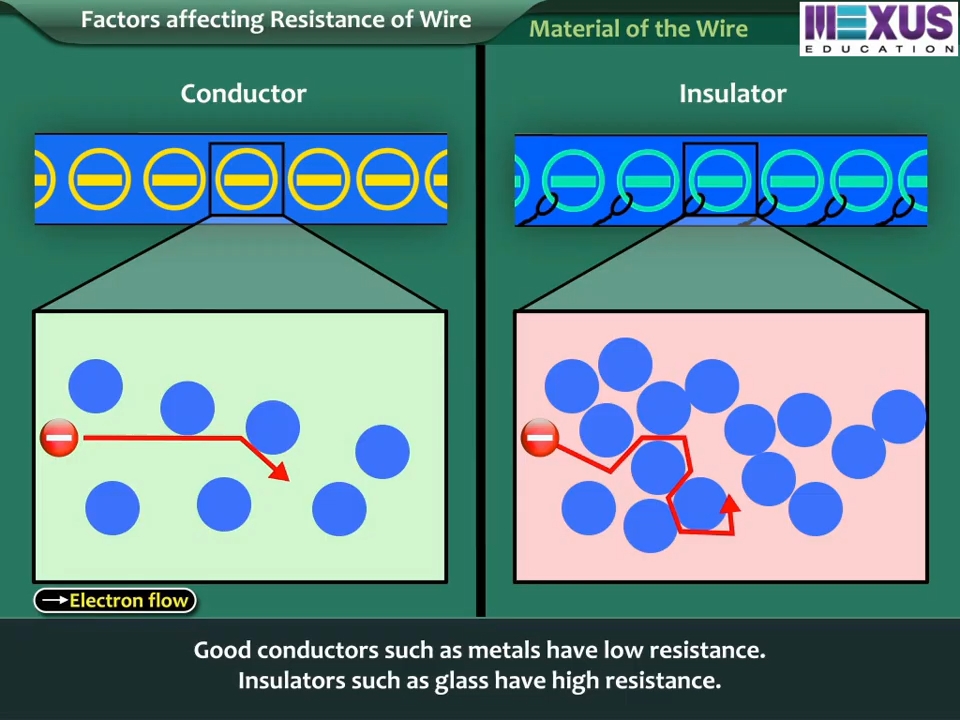 Factors affecting Resistance of Wire
Material of the Wire
MEXUS
EDUCATION
Conductor
Insulator
Electron flow
Good conductors such as metals have low resistance.
Insulators such as glass have high resistance.